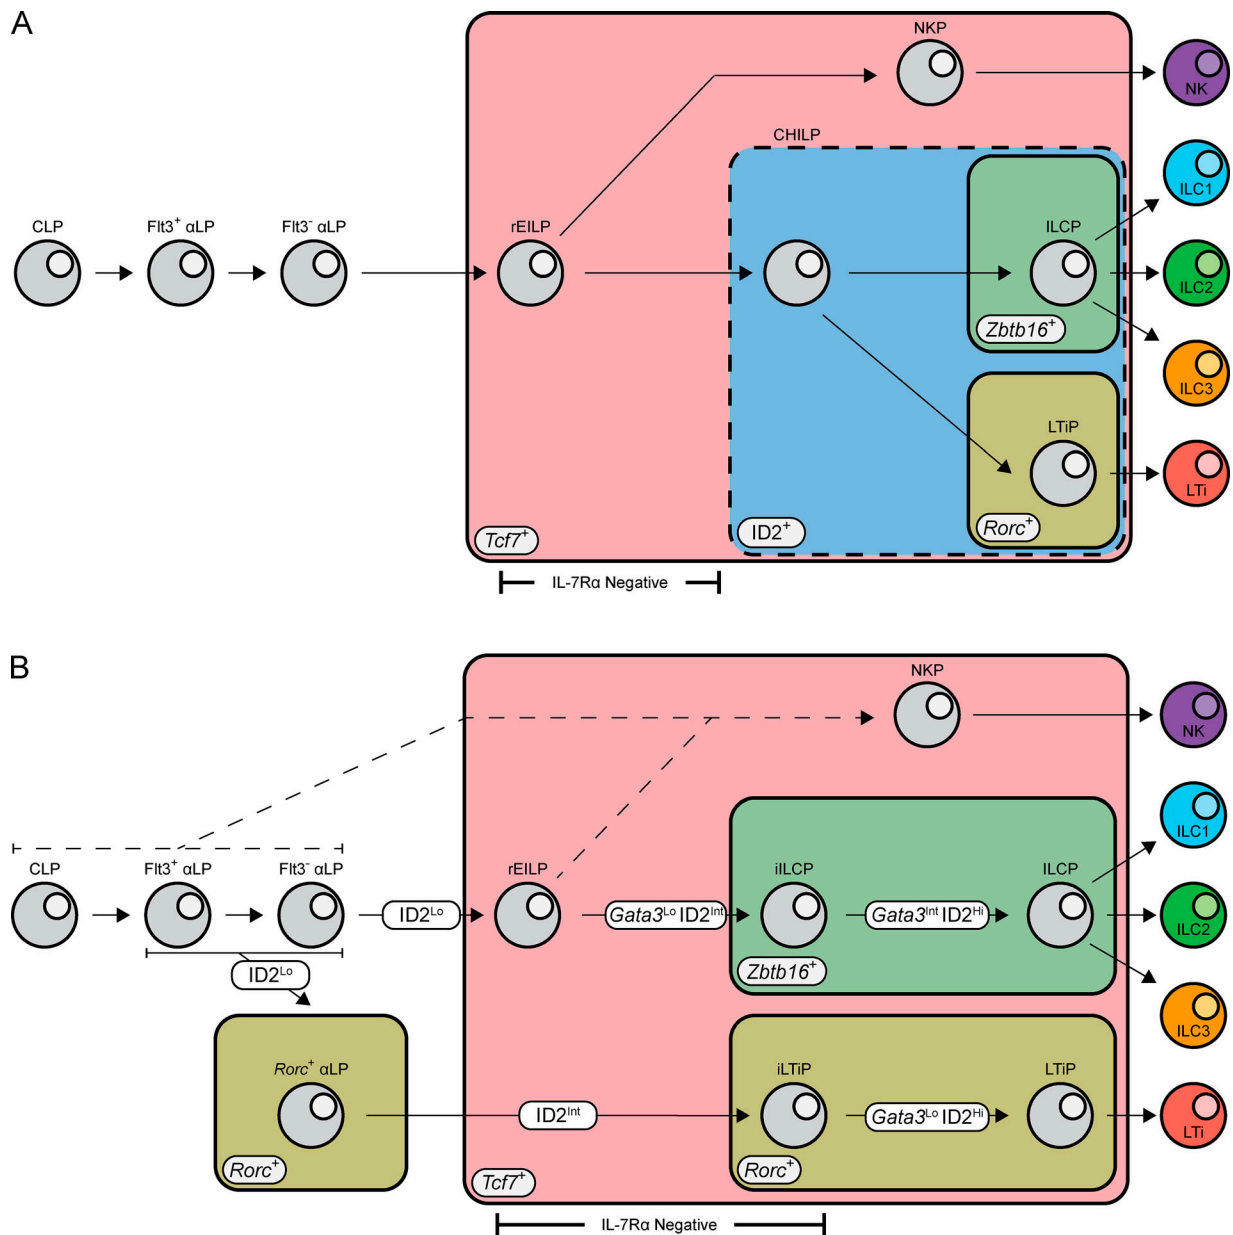 A
NKP
NK
CHILP
ILC1
CLP
Flt3⁺ αLP
Flt3⁻ αLP
rEILP
ILCP
ILC2
Zbtb16⁺
ILC3
LTiP
LTi
Tcf7⁺
ID2⁺
Rorc⁺
IL-7Rα Negative
B
NKP
NK
ILC1
CLP
Flt3⁺ αLP
Flt3⁻ αLP
rEILP
iILCP
ILCP
ID2ᴸᵒ
Gata3ᴸᵒ ID2ᴵⁿᵗ
Gata3ᴵⁿᵗ ID2ᴴⁱ
ILC2
ID2ᴸᵒ
Zbtb16⁺
ILC3
Rorc⁺ αLP
iLTiP
LTiP
ID2ᴵⁿᵗ
Gata3ᴸᵒ ID2ᴴⁱ
LTi
Rorc⁺
Tcf7⁺
Rorc⁺
IL-7Rα Negative